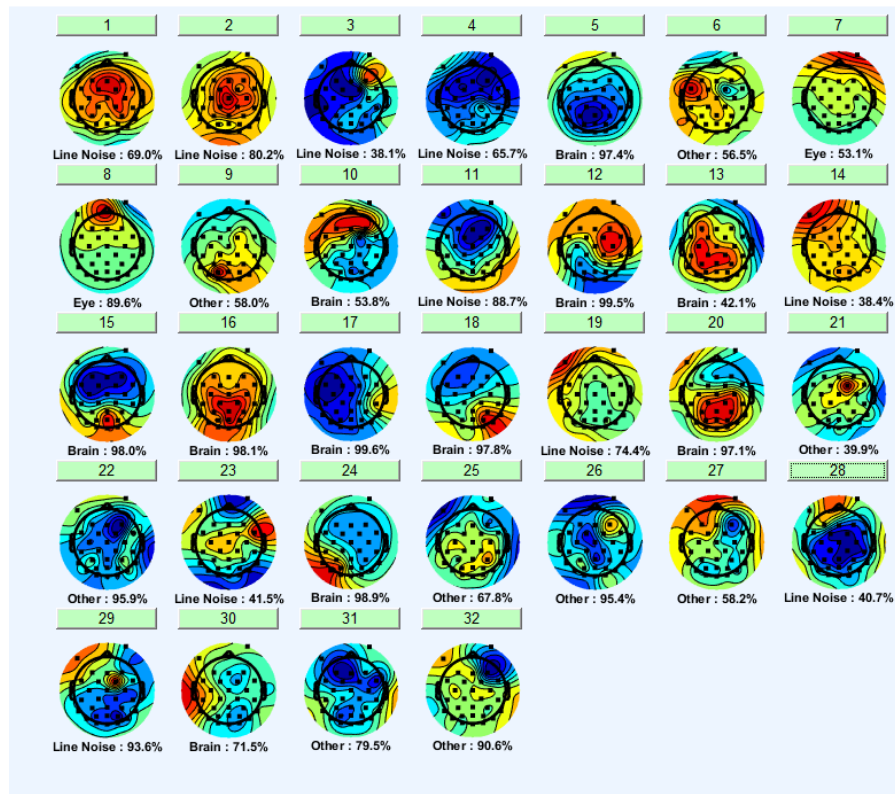 1 2 3 4 5 6 7
Line Noise : 69.0% Line Noise : 80.2% Line Noise : 38.1% Line Noise : 65.7% Brain : 97.4% Other : 56.5% Eye : 53.1%
8 9 10 11 12 13 14
Eye : 89.6% Other : 58.0% Brain : 53.8% Line Noise : 88.7% Brain : 99.5% Brain : 42.1% Line Noise : 38.4%
15 16 17 18 19 20 21
Brain : 98.0% Brain : 98.1% Brain : 99.6% Brain : 97.8% Line Noise : 74.4% Brain : 97.1% Other : 39.9%
22 23 24 25 26 27 28
Other : 95.9% Line Noise : 41.5% Brain : 98.9% Other : 67.8% Other : 95.4% Other : 58.2% Line Noise : 40.7%
29 30 31 32
Line Noise : 93.6% Brain : 71.5% Other : 79.5% Other : 90.6%